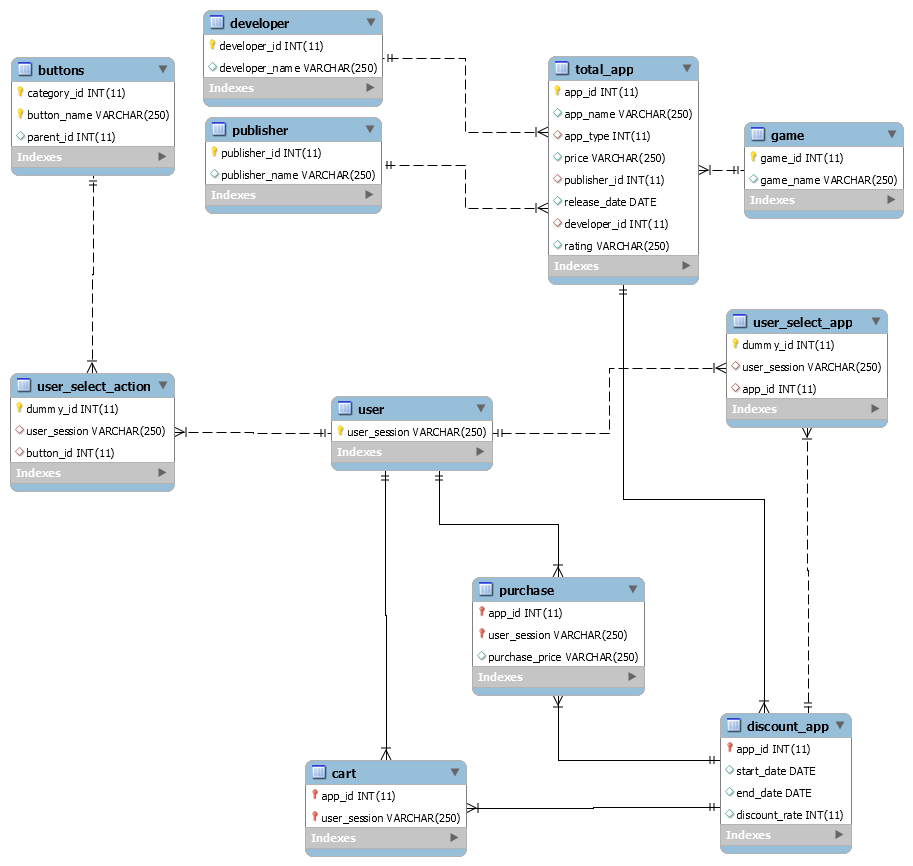 developer
developer_id INT(11)
developer_name VARCHAR(250)
Indexes
buttons
category_id INT(11)
button_name VARCHAR(250)
parent_id INT(11)
Indexes
publisher
publisher_id INT(11)
publisher_name VARCHAR(250)
Indexes
total_app
app_id INT(11)
app_name VARCHAR(250)
app_type INT(11)
price VARCHAR(250)
publisher_id INT(11)
release_date DATE
developer_id INT(11)
rating VARCHAR(250)
Indexes
game
game_id INT(11)
game_name VARCHAR(250)
Indexes
user_select_app
dummy_id INT(11)
user_session VARCHAR(250)
app_id INT(11)
Indexes
user_select_action
dummy_id INT(11)
user_session VARCHAR(250)
button_id INT(11)
Indexes
user
user_session VARCHAR(250)
Indexes
purchase
app_id INT(11)
user_session VARCHAR(250)
purchase_price VARCHAR(250)
Indexes
discount_app
app_id INT(11)
start_date DATE
end_date DATE
discount_rate INT(11)
Indexes
cart
app_id INT(11)
user_session VARCHAR(250)
Indexes